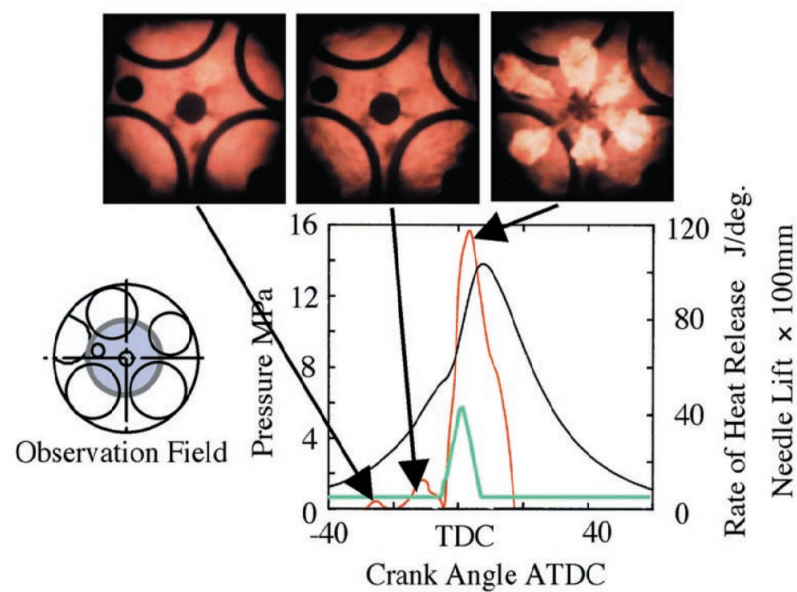 16
12
8
4
0
Pressure MPa
120
80
40
0
Rate of Heat Release J/deg.
Needle Lift × 100mm
-40
TDC
40
Crank Angle ATDC
Observation Field